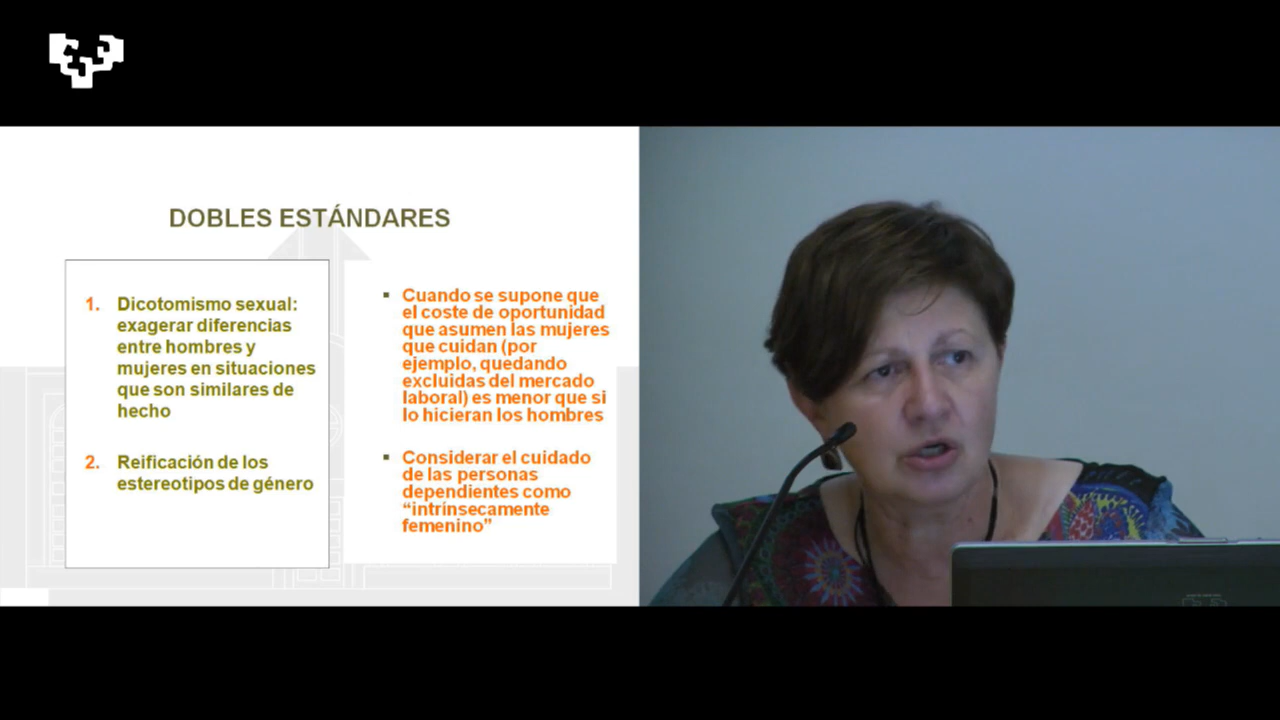 DOBLES ESTÁNDARES
1. Dicotomismo sexual:
exagerar diferencias
entre hombres y
mujeres en situaciones
que son similares de
hecho
2. Reificación de los
estereotipos de género
▪ Cuando se supone que
el coste de oportunidad
que asumen las mujeres
que cuidan (por
ejemplo, quedando
excluidas del mercado
laboral) es menor que si
lo hicieran los hombres
▪ Considerar el cuidado
de las personas
dependientes como
“intrínsecamente
femenino”